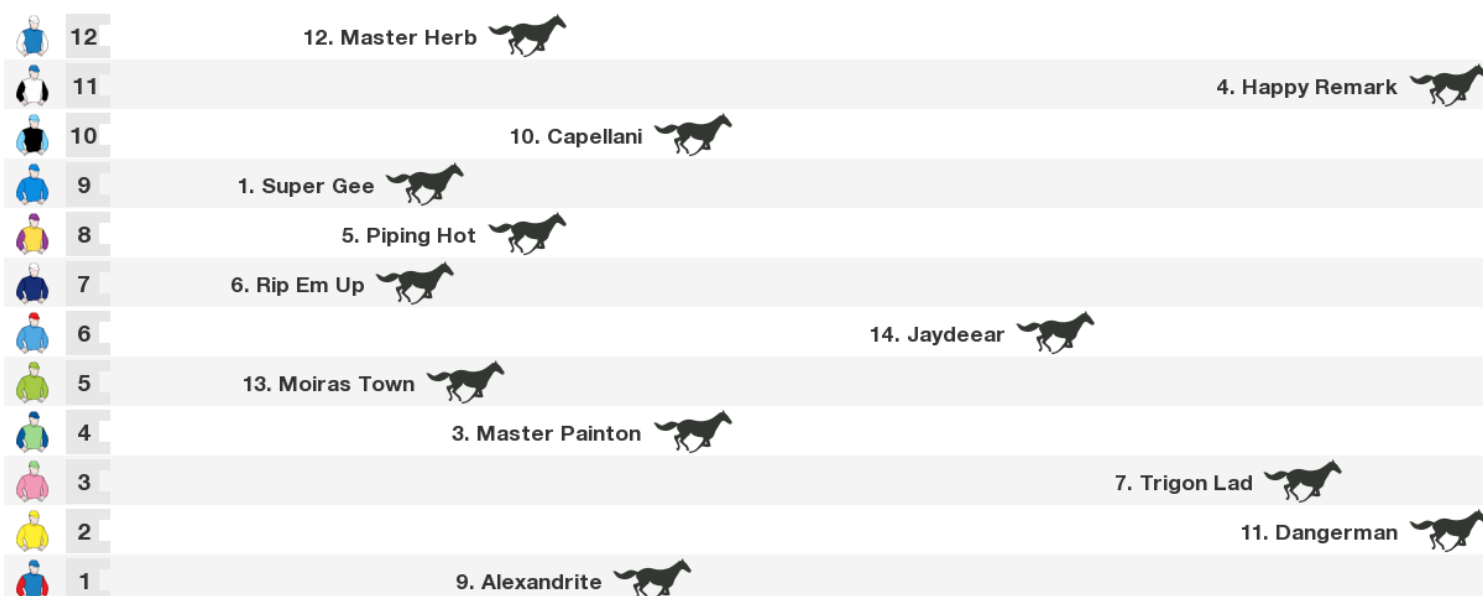 12 12. Master Herb
11 4. Happy Remark
10 10. Capellani
9 1. Super Gee
8 5. Piping Hot
7 6. Rip Em Up
6 14. Jaydeear
5 13. Moiras Town
4 3. Master Painton
3 7. Trigon Lad
2 11. Dangerman
1 9. Alexandrite